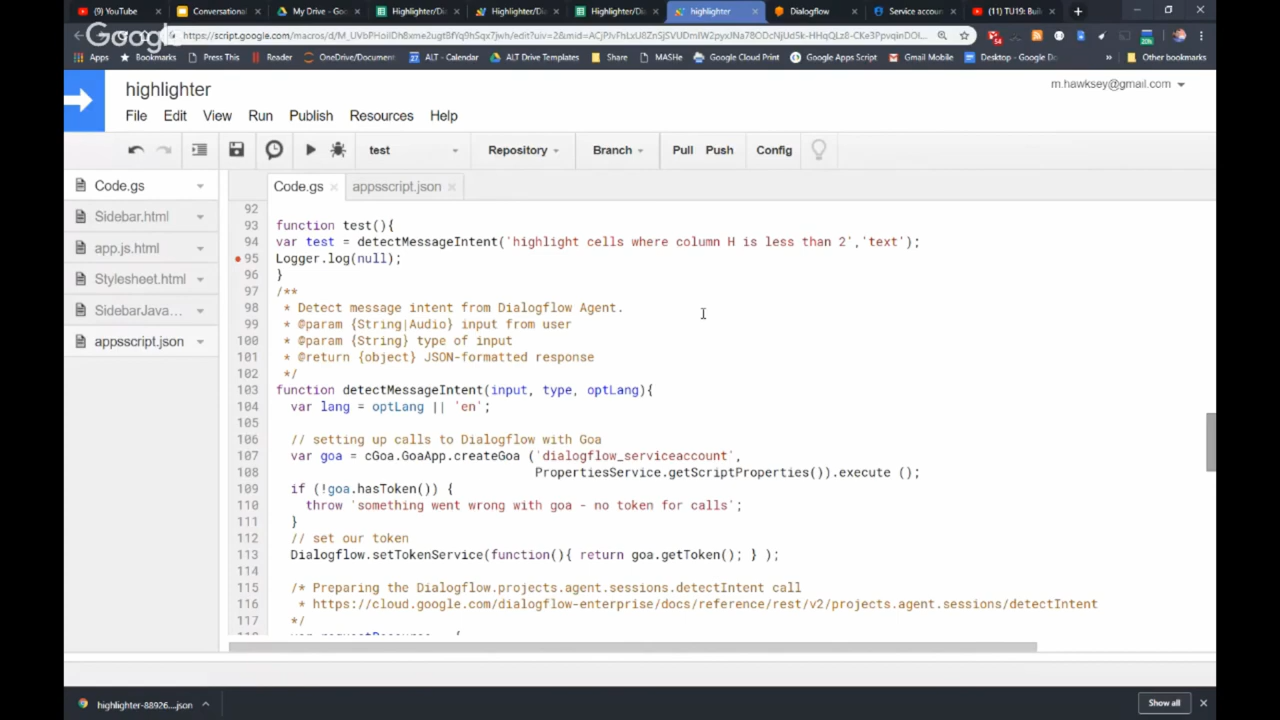 (9) YouTube
Conversational
My Drive - Goo
Highlighter/Di
Highlighter/Di
Highlighter/Di
highlighter
Dialogflow
Service accoun
(11) TU19: Buil
Google
Apps
Bookmarks
Press This
Reader
OneDrive/Document
ALT - Calendar
ALT Drive Templates
Share
MASHe
Google Cloud Print
Google Apps Script
Gmail Mobile
Desktop - Google Do
»
Other bookmarks
highlighter
m.hawksey@gmail.com
File Edit View Run Publish Resources Help
test Repository Branch Pull Push Config
Code.gs
Sidebar.html
app.js.html
Stylesheet.html
SidebarJava...
appsscript.json
Code.gs × appsscript.json ×
92
93 function test(){
94 var test = detectMessageIntent('highlight cells where column H is less than 2','text');
95 Logger.log(null);
96 }
97 /**
98 * Detect message intent from Dialogflow Agent.
99 * @param {String|Audio} input from user
100 * @param {String} type of input
101 * @return {object} JSON-formatted response
102 */
103 function detectMessageIntent(input, type, optLang){
104 var lang = optLang || 'en';
105
106 // setting up calls to Dialogflow with Goa
107 var goa = cGoa.GoaApp.createGoa ('dialogflow_serviceaccount',
108 PropertiesService.getScriptProperties()).execute ();
109 if (!goa.hasToken()) {
110 throw 'something went wrong with goa - no token for calls';
111 }
112 // set our token
113 Dialogflow.setTokenService(function(){ return goa.getToken(); } );
114
115 /* Preparing the Dialogflow.projects.agent.sessions.detectIntent call
116 * https://cloud.google.com/dialogflow-enterprise/docs/reference/rest/v2/projects.agent.sessions/detectIntent
117 */
highlighter-88926....json
Show all